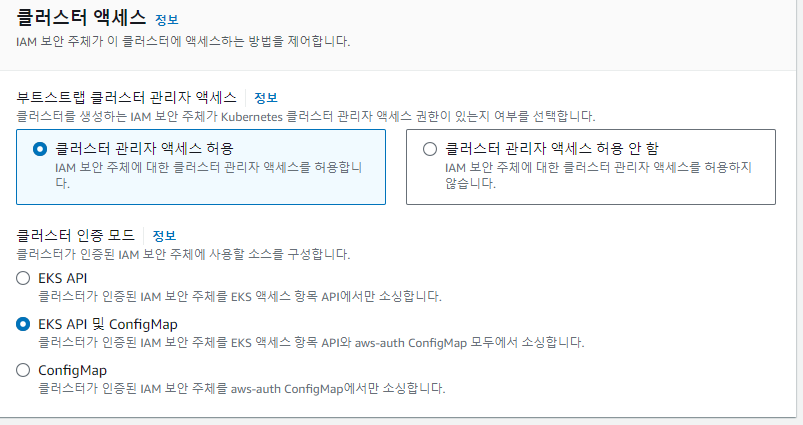 클러스터 액세스 정보
IAM 보안 주체가 이 클러스터에 액세스하는 방법을 제어합니다.
부트스트랩 클러스터 관리자 액세스 정보
클러스터를 생성하는 IAM 보안 주체가 Kubernetes 클러스터 관리자 액세스 권한이 있는지 여부를 선택합니다.
클러스터 관리자 액세스 허용
IAM 보안 주체에 대한 클러스터 관리자 액세스를 허용합니
다.
클러스터 관리자 액세스 허용 안 함
IAM 보안 주체에 대한 클러스터 관리자 액세스를 허용하지
않습니다.
클러스터 인증 모드 정보
클러스터가 인증된 IAM 보안 주체에 사용할 소스를 구성합니다.
EKS API
클러스터가 인증된 IAM 보안 주체를 EKS 액세스 항목 API에서만 소싱합니다.
EKS API 및 ConfigMap
클러스터가 인증된 IAM 보안 주체를 EKS 액세스 항목 API와 aws-auth ConfigMap 모두에서 소싱합니다.
ConfigMap
클러스터가 인증된 IAM 보안 주체를 aws-auth ConfigMap에서만 소싱합니다.